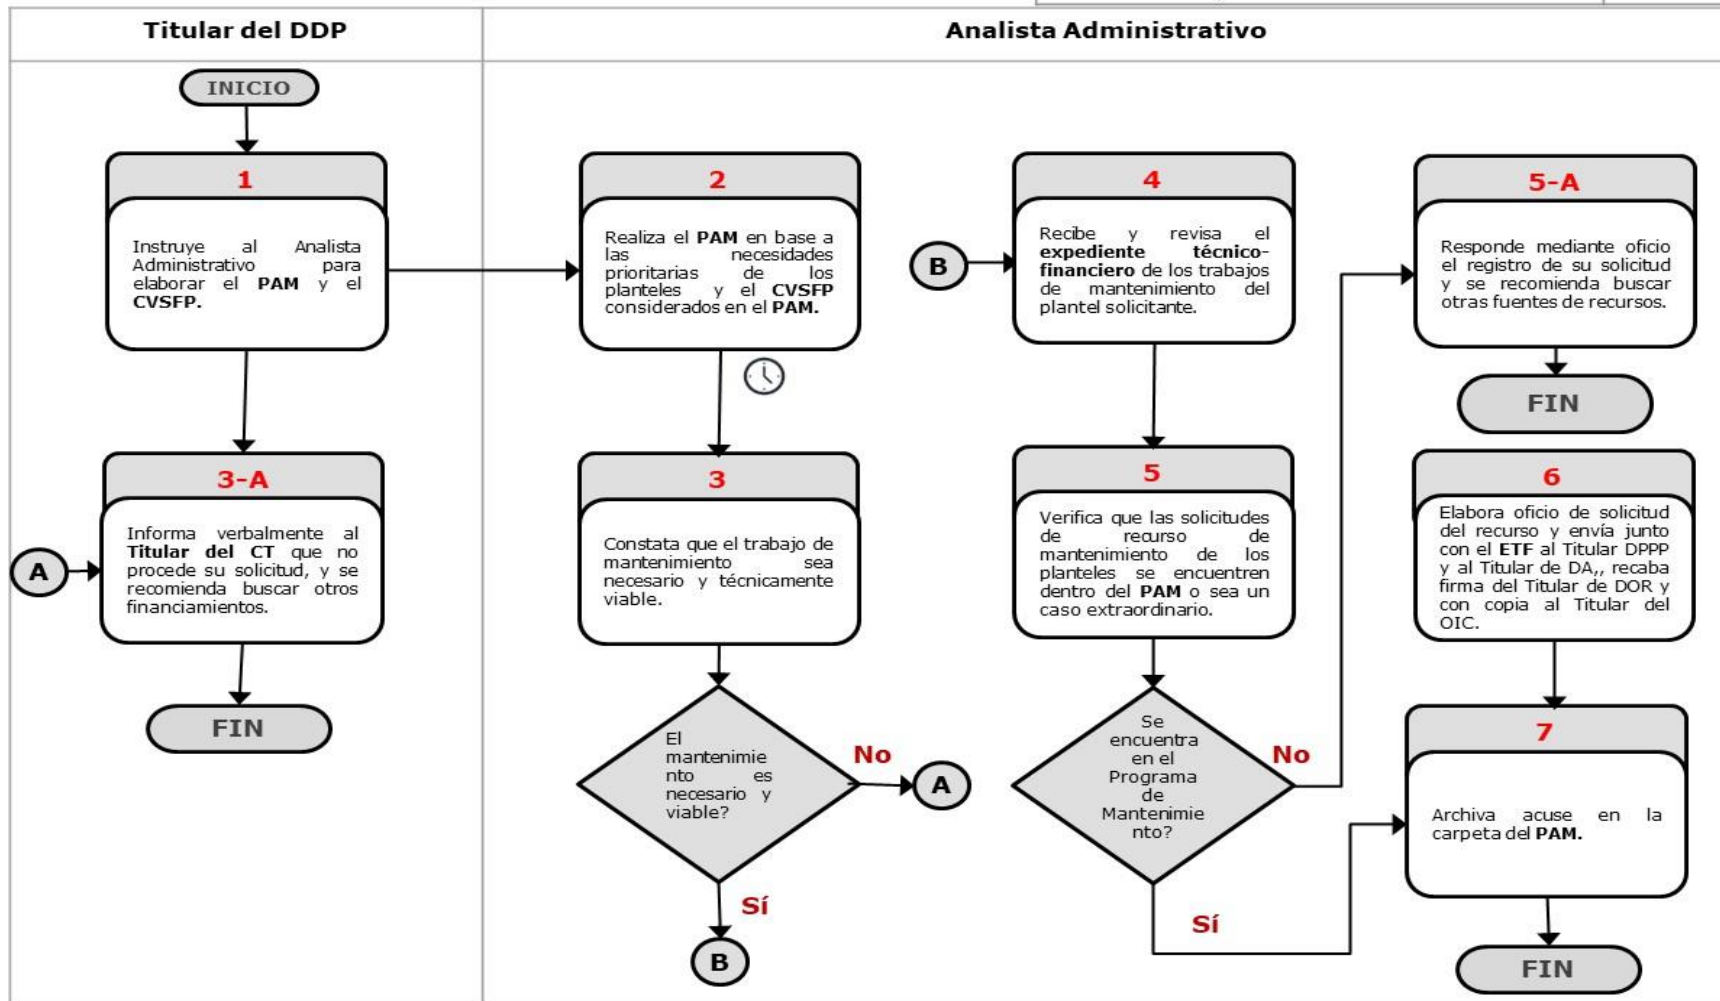 Titular del DDP
Analista Administrativo
INICIO
1
Instruye al Analista
Administrativo para
elaborar el PAM y el
CVSFP.
3-A
A
Informa verbalmente al
Titular del CT que no
procede su solicitud, y se
recomienda buscar otros
financiamientos.
FIN
2
Realiza el PAM en base a
las necesidades
prioritarias de los
planteles y el CVSFP
considerados en el PAM.
3
Constata que el trabajo de
mantenimiento sea
necesario y técnicamente
viable.
El
mantenimie
nto es
necesario y
viable?
No
A
Sí
B
B
4
Recibe y revisa el
expediente técnico-
financiero de los trabajos
de mantenimiento del
plantel solicitante.
5
Verifica que las solicitudes
de recurso de
mantenimiento de los
planteles se encuentren
dentro del PAM o sea un
caso extraordinario.
Se
encuentra
en el
Programa
de
Mantenimie
nto?
No
Sí
5-A
Responde mediante oficio
el registro de su solicitud
y se recomienda buscar
otras fuentes de recursos.
FIN
6
Elabora oficio de solicitud
del recurso y envía junto
con el ETF al Titular DPPP
y al Titular de DA,, recaba
firma del Titular de DOR y
con copia al Titular del
OIC.
7
Archiva acuse en la
carpeta del PAM.
FIN